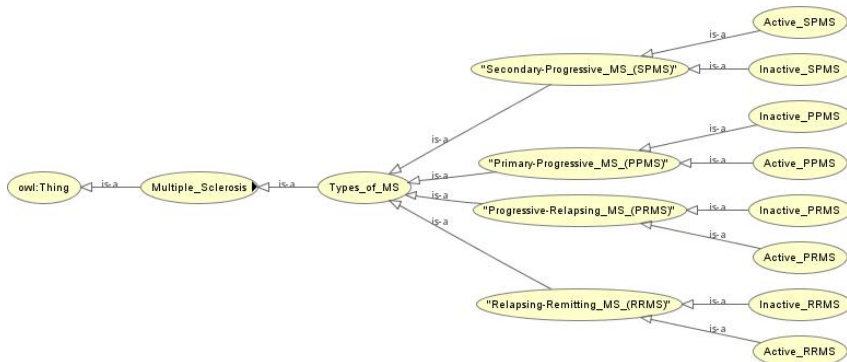 Active_SPMS
is-a
"Secondary-Progressive_MS_(SPMS)"
is-a
Inactive_SPMS
is-a
Inactive_PPMS
is-a
"Primary-Progressive_MS_(PPMS)"
is-a
Active_PPMS
is-a
owl:Thing
is-a
Multiple_Sclerosis
is-a
Types_of_MS
is-a
"Progressive-Relapsing_MS_(PRMS)"
is-a
Inactive_PRMS
is-a
is-a
Active_PRMS
"Relapsing-Remitting_MS_(RRMS)"
is-a
Inactive_RRMS
is-a
Active_RRMS